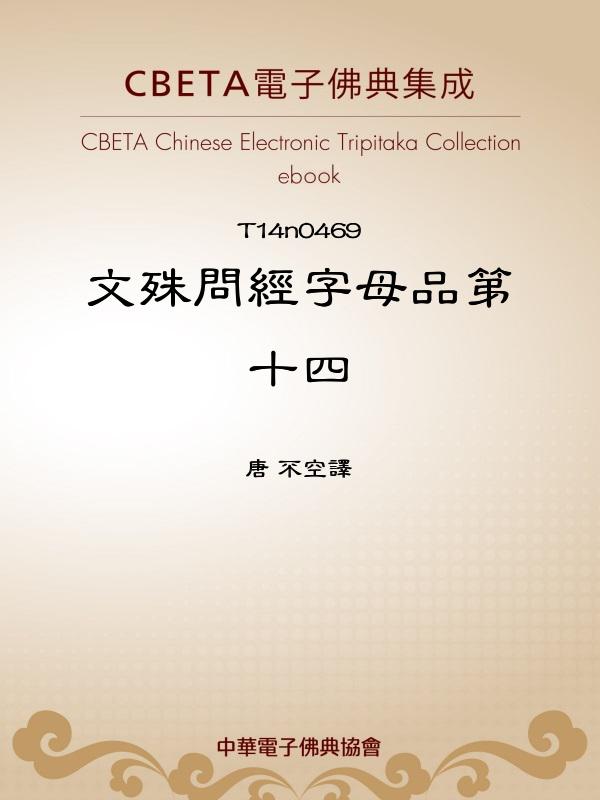 CBETA電子佛典集成
CBETA Chinese Electronic Tripitaka Collection
ebook
T14n0469
文殊問經字母品第
十四
唐 不空譯
中華電子佛典協會